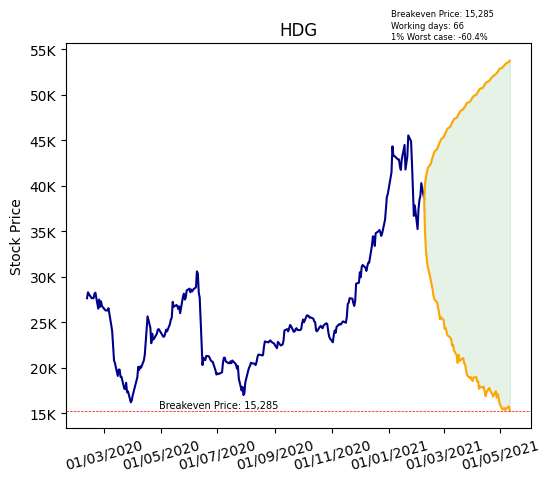 Breakeven Price: 15,285
Working days: 66
1% Worst case: -60.4%
HDG
Stock Price
55K
50K
45K
40K
35K
30K
25K
20K
15K
Breakeven Price: 15,285
01/03/2020
01/05/2020
01/07/2020
01/09/2020
01/11/2020
01/01/2021
01/03/2021
01/05/2021